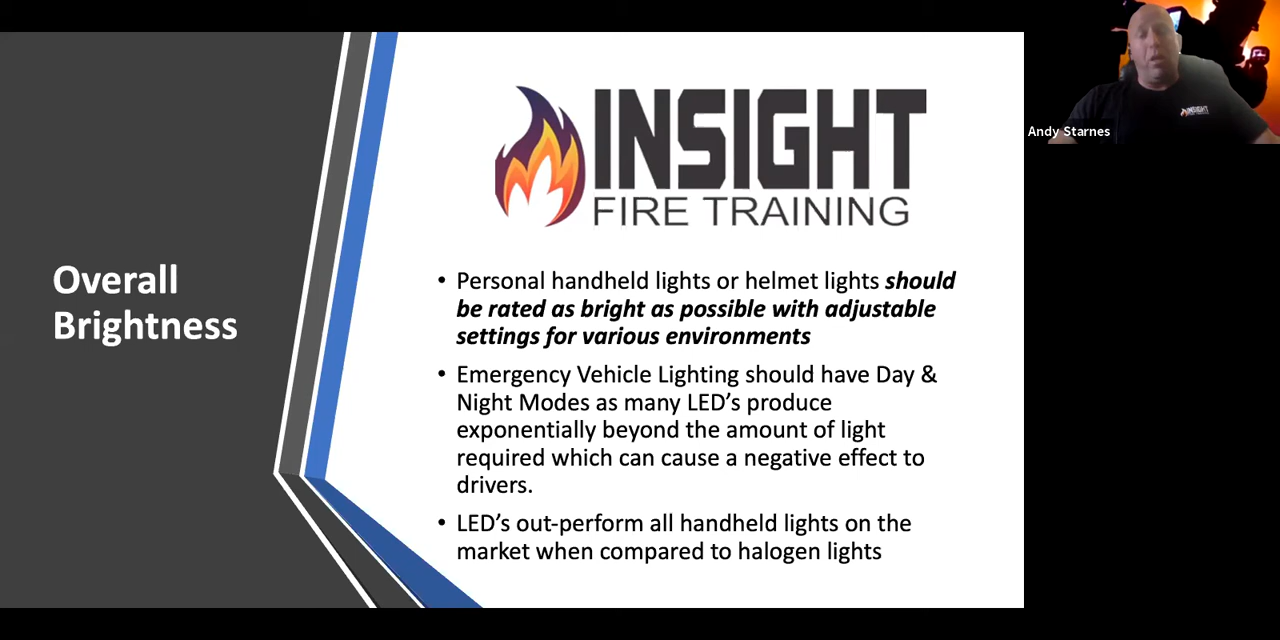 Overall
Brightness
INSIGHT
FIRE TRAINING
• Personal handheld lights or helmet lights should
be rated as bright as possible with adjustable
settings for various environments
• Emergency Vehicle Lighting should have Day &
Night Modes as many LED’s produce
exponentially beyond the amount of light
required which can cause a negative effect to
drivers.
• LED’s out-perform all handheld lights on the
market when compared to halogen lights
Andy Starnes
INSIGHT